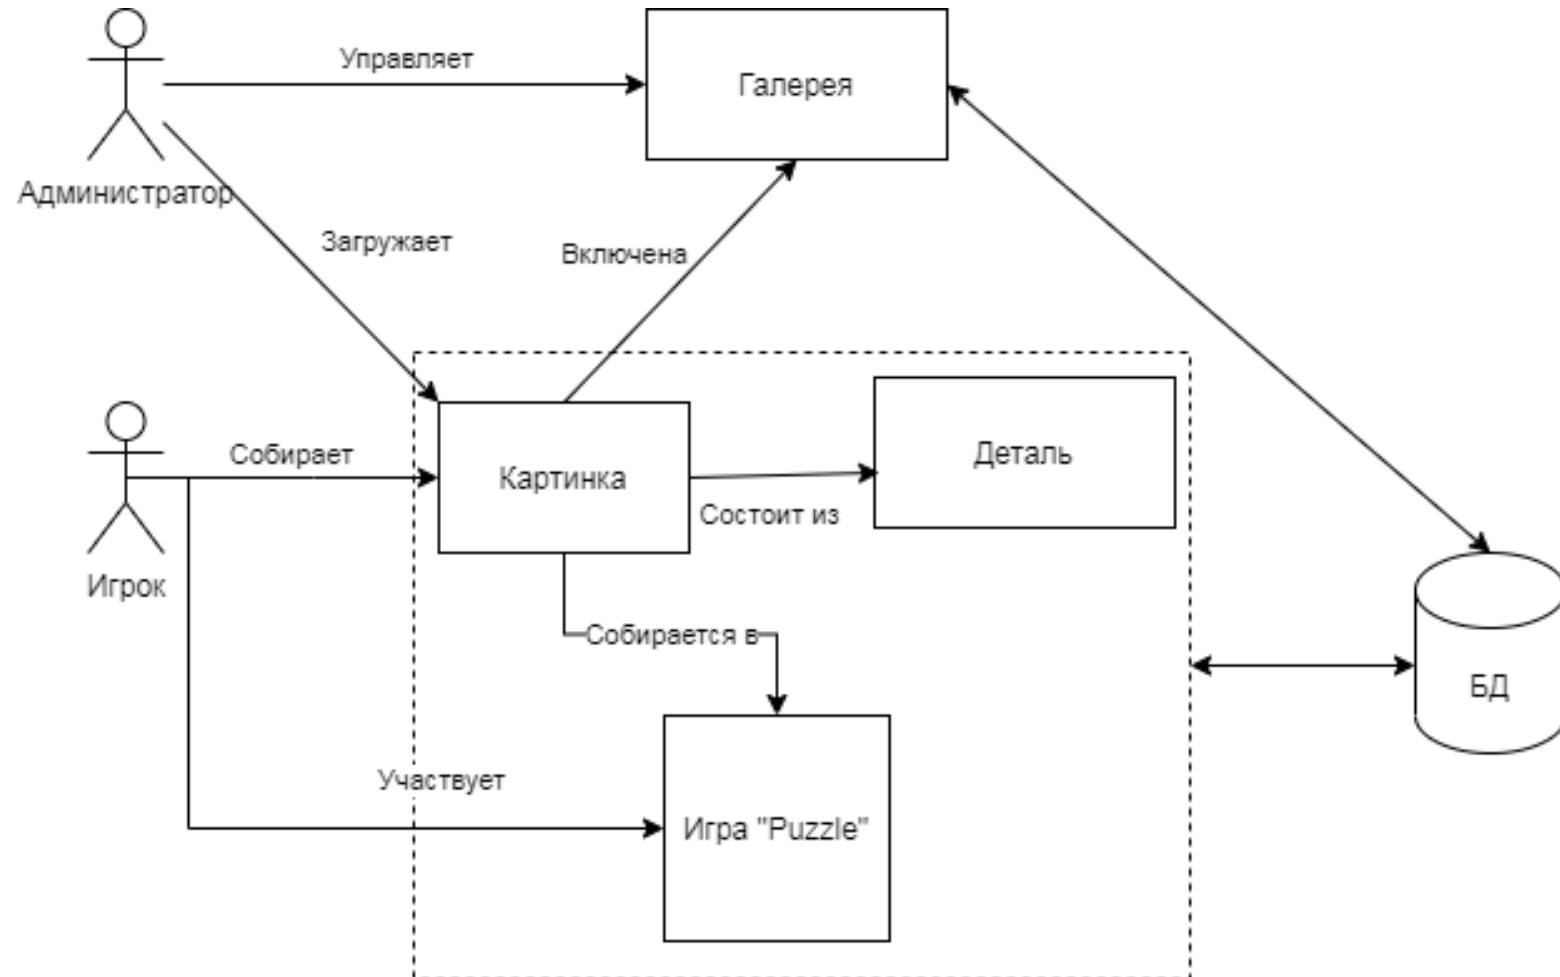 Управляет
Галерея
Администратор
Загружает
Включена
Собирает
Картинка
Деталь
Состоит из
Игрок
Собирается в
БД
Участвует
Игра "Puzzle"